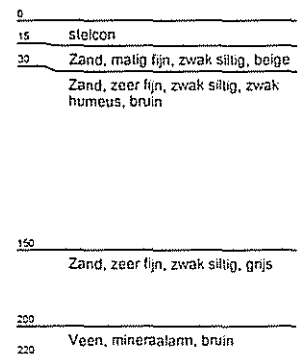 0
15
stelcon
30
Zand, matig fijn, zwak siltig, beige
Zand, zeer fijn, zwak siltig, zwak
humeus, bruin
150
Zand, zeer fijn, zwak siltig, grijs
200
Veen, mineraalarm, bruin
220